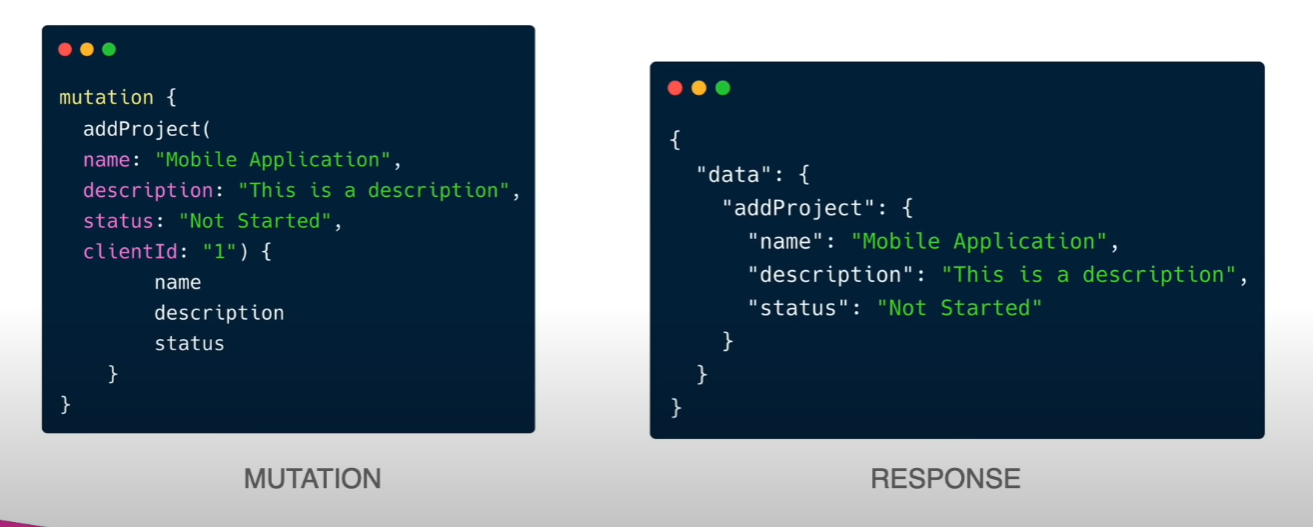 mutation {
addProject(
name: "Mobile Application",
description: "This is a description",
status: "Not Started",
clientId: "1") {
name
description
status
}
}
MUTATION
{
"data": {
"addProject": {
"name": "Mobile Application",
"description": "This is a description",
"status": "Not Started"
}
}
}
RESPONSE